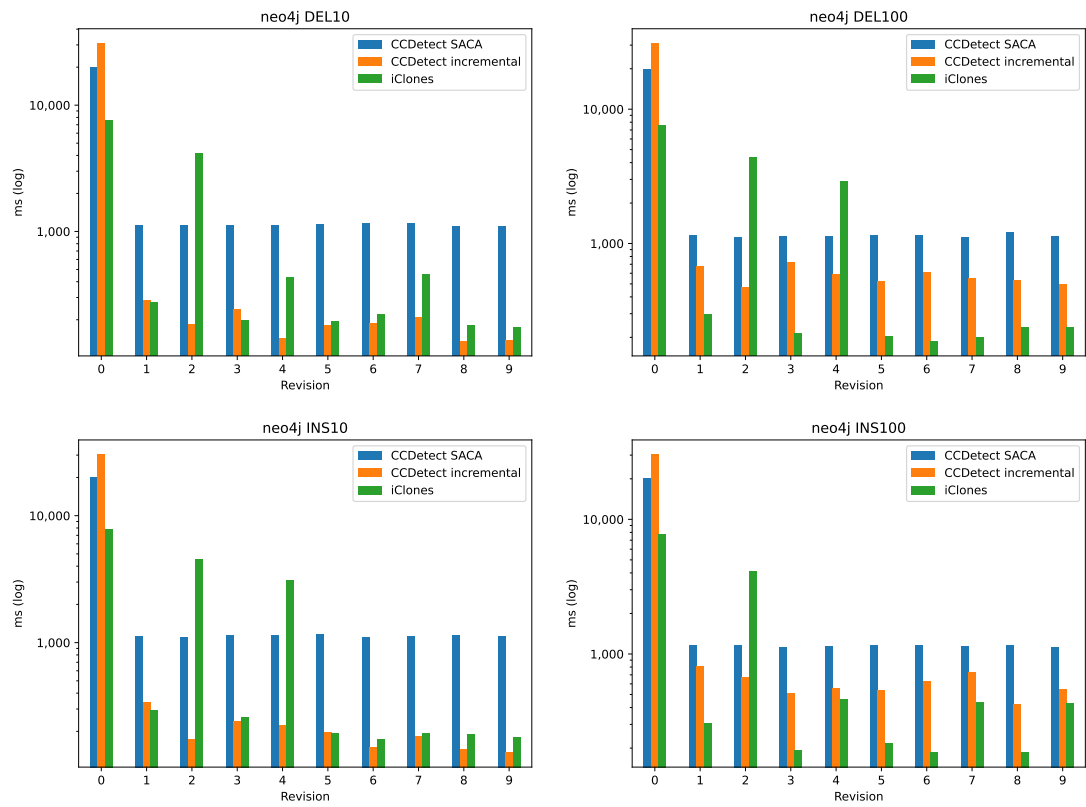 neo4j DEL10
CCDetect SACA
CCDetect incremental
iClones
10,000
1,000
ms (log)
0 1 2 3 4 5 6 7 8 9
Revision
neo4j DEL100
CCDetect SACA
CCDetect incremental
iClones
10,000
1,000
ms (log)
0 1 2 3 4 5 6 7 8 9
Revision
neo4j INS10
CCDetect SACA
CCDetect incremental
iClones
10,000
1,000
ms (log)
0 1 2 3 4 5 6 7 8 9
Revision
neo4j INS100
CCDetect SACA
CCDetect incremental
iClones
10,000
1,000
ms (log)
0 1 2 3 4 5 6 7 8 9
Revision